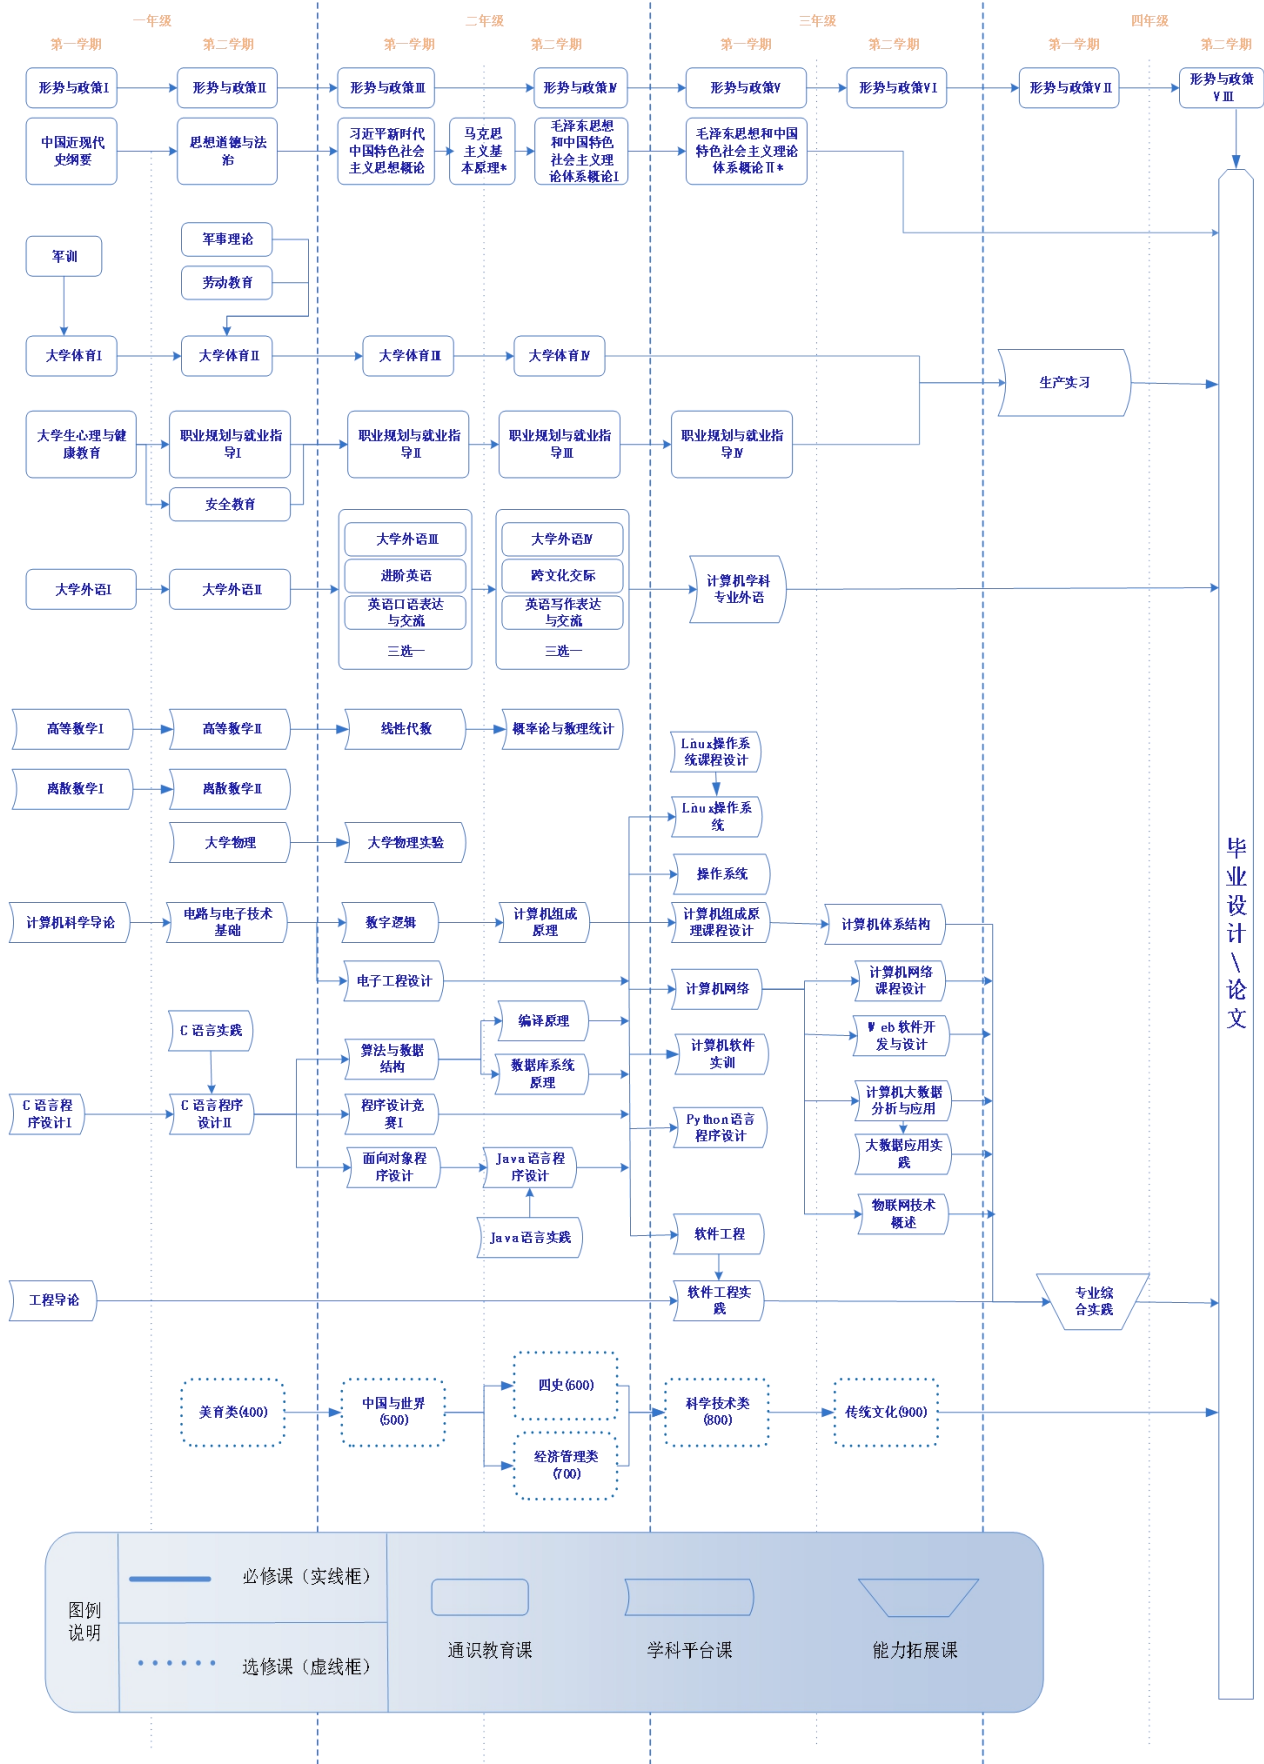 一年级
二年级
三年级
四年级
第一学期
第二学期
第一学期
第二学期
第一学期
第二学期
第一学期
第二学期
形势与政策Ⅰ
形势与政策Ⅱ
形势与政策Ⅲ
形势与政策Ⅳ
形势与政策Ⅴ
形势与政策ⅤⅠ
形势与政策ⅤⅡ
形势与政策
ⅤⅢ
中国近现代
史纲要
思想道德与法
治
习近平新时代
中国特色社会
主义思想概论
马克思
主义基
本原理*
毛泽东思想
和中国特色
社会主义理
论体系概论Ⅰ
毛泽东思想和中国
特色社会主义理论
体系概论Ⅱ*
军训
军事理论
劳动教育
大学体育Ⅰ
大学体育Ⅱ
大学体育Ⅲ
大学体育Ⅳ
生产实习
大学生心理与健
康教育
职业规划与就业指
导Ⅰ
职业规划与就业指
导Ⅱ
职业规划与就业指
导Ⅲ
职业规划与就业指
导Ⅳ
安全教育
大学外语Ⅰ
大学外语Ⅱ
大学外语Ⅲ
进阶英语
英语口语表达
与交流
三选一
大学外语Ⅳ
跨文化交际
英语写作表达
与交流
三选一
计算机学科
专业外语
高等数学Ⅰ
高等数学Ⅱ
线性代数
概率论与数理统计
Linux操作系
统课程设计
离散数学Ⅰ
离散数学Ⅱ
Linux操作系
统
大学物理
大学物理实验
操作系统
计算机科学导论
电路与电子技术
基础
数字逻辑
计算机组成
原理
计算机组成原
理课程设计
计算机体系结构
电子工程设计
计算机网络
计算机网络
课程设计
C语言实践
编译原理
Web软件开
发与设计
算法与数据
结构
数据库系统
原理
计算机软件
实训
C语言程
序设计Ⅰ
C语言程序
设计Ⅱ
程序设计竞
赛Ⅰ
Python语言
程序设计
计算机大数据
分析与应用
面向对象程
序设计
Java语言程
序设计
大数据应用实
践
Java语言实践
软件工程
物联网技术
概述
工程导论
软件工程实
践
专业综
合实践
毕业设计\论文
美育类(400)
中国与世界
(500)
四史(600)
经济管理类
(700)
科学技术类
(800)
传统文化(900)
图例
说明
必修课（实线框）
选修课（虚线框）
通识教育课
学科平台课
能力拓展课